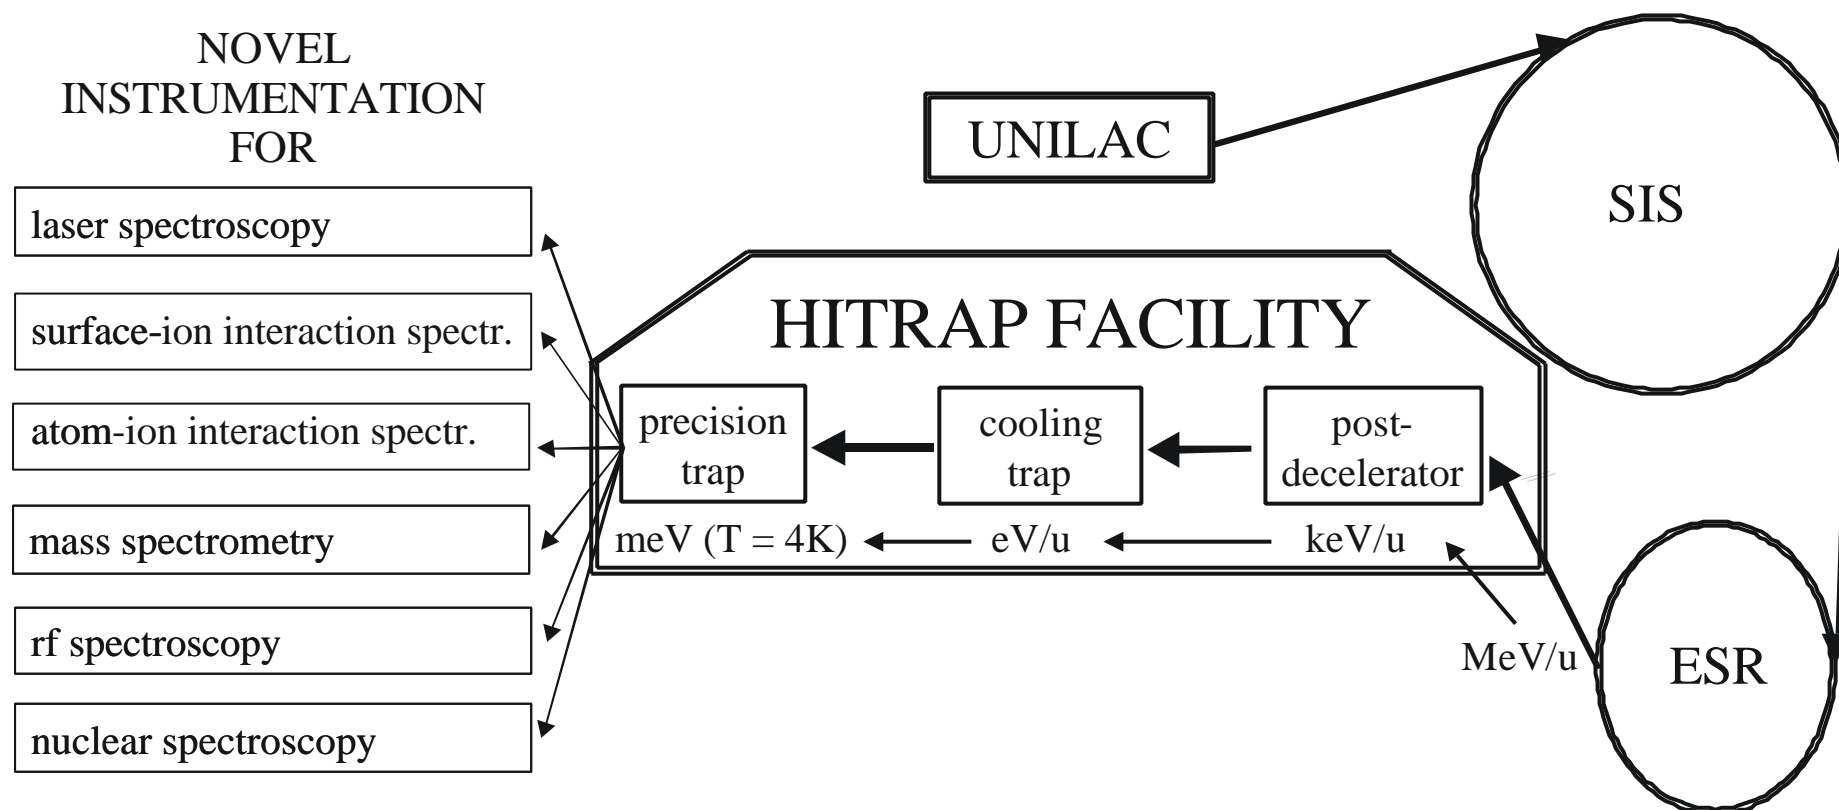 NOVEL
INSTRUMENTATION
FOR
laser spectroscopy
surface-ion interaction spectr.
atom-ion interaction spectr.
mass spectrometry
rf spectroscopy
nuclear spectroscopy
UNILAC
SIS
HITRAP FACILITY
precision
trap
cooling
trap
post-
decelerator
meV (T = 4K)
eV/u
keV/u
MeV/u
ESR